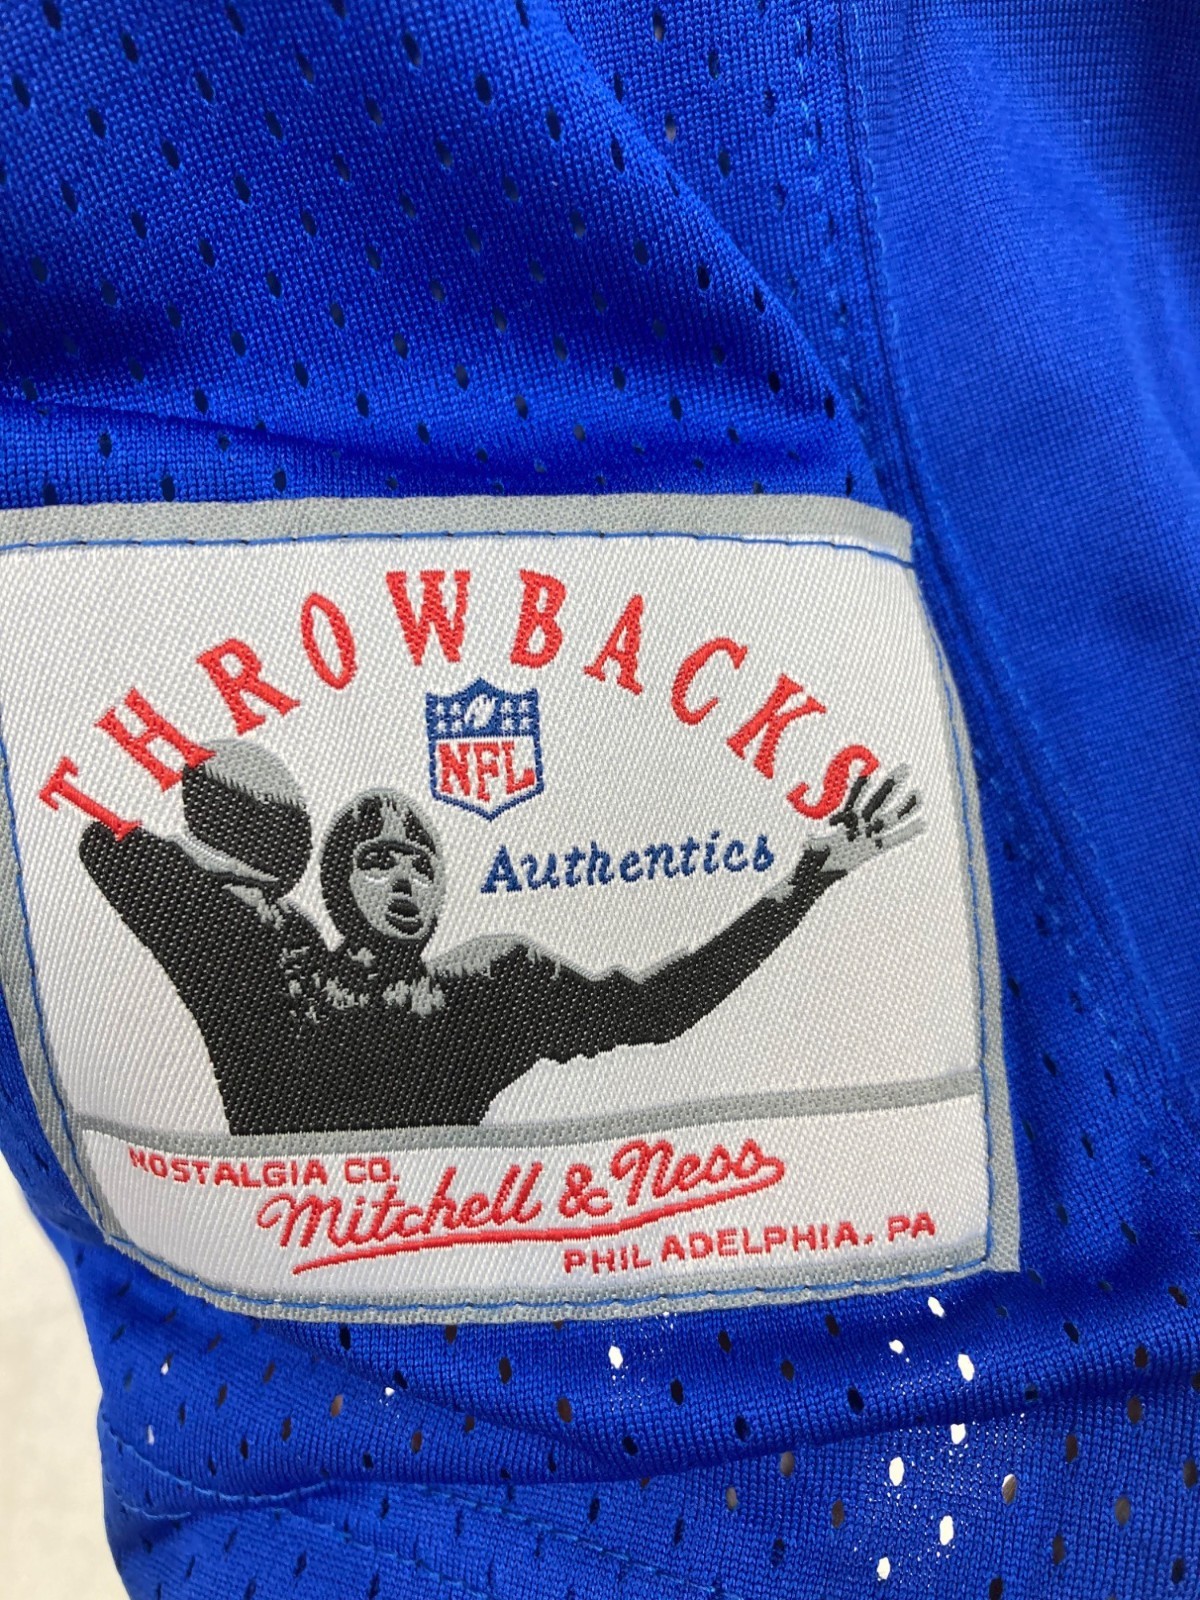 THROWBACKS
NFL
Authentics
NOSTALGIA CO.
Mitchell & Ness
PHILADELPHIA, PA